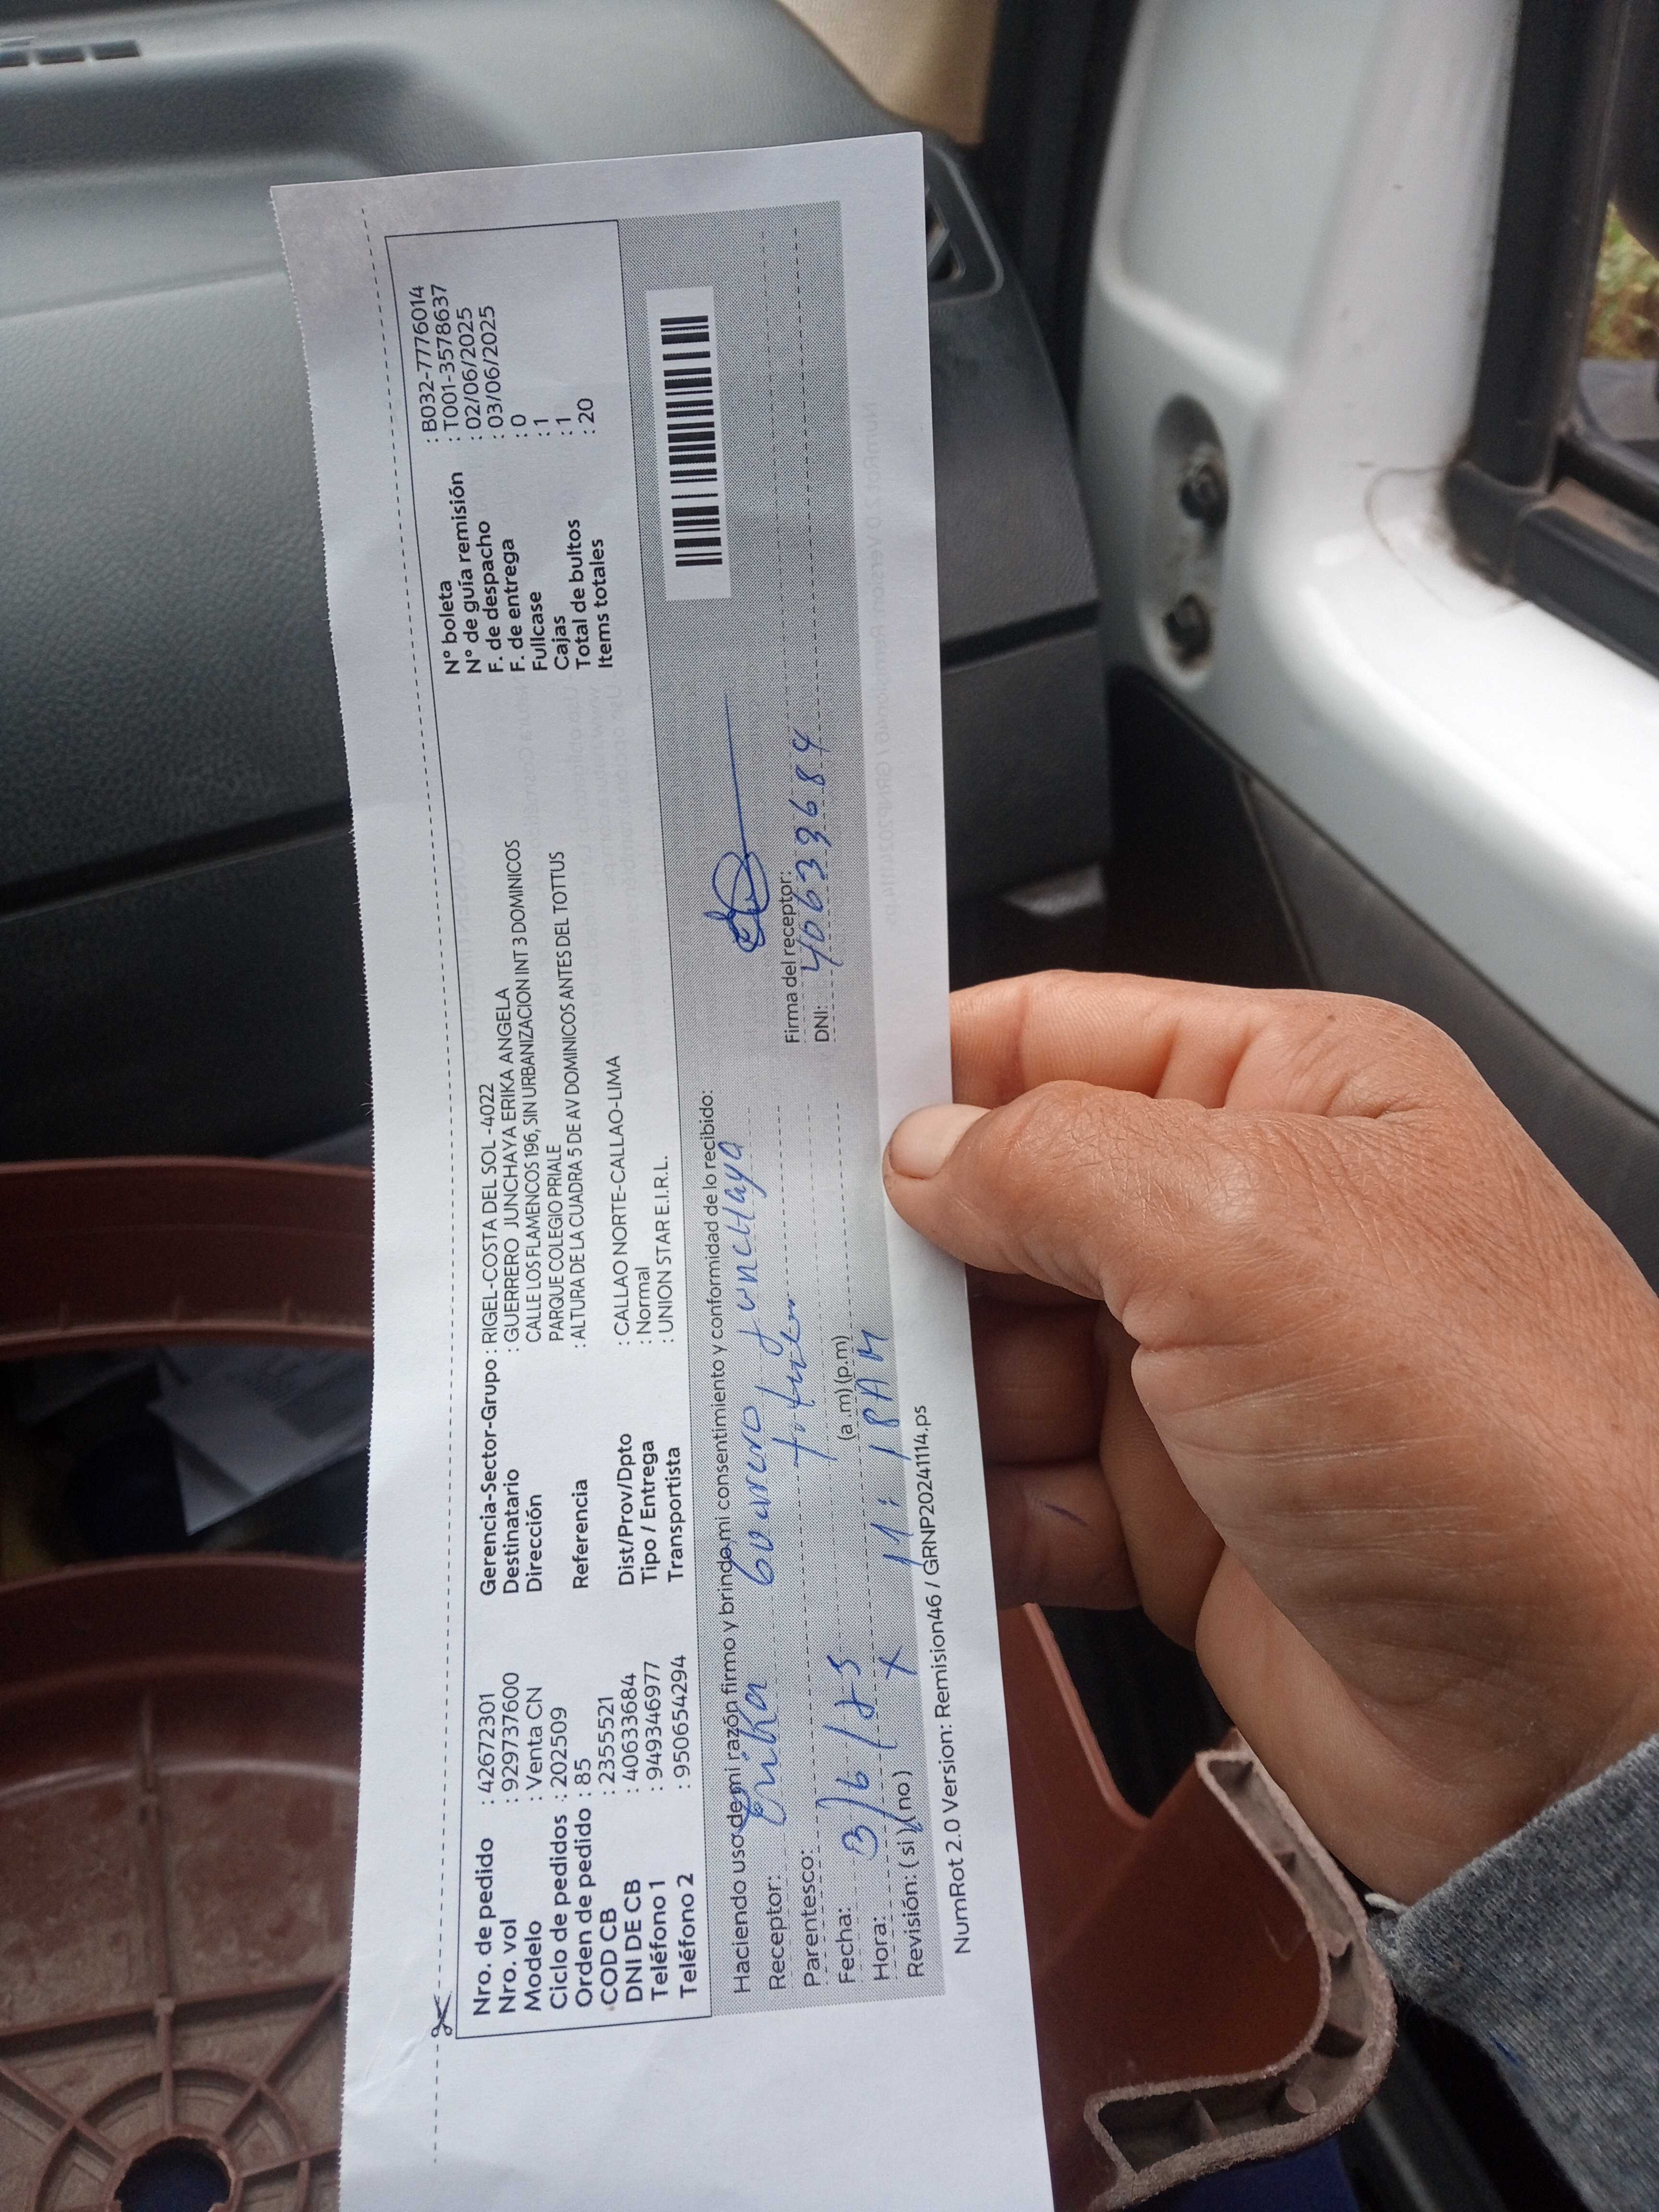 Nro. de pedido : 42672301
Nro. vol : 929737600
Modelo : Venta CN
Ciclo de pedidos : 202509
Orden de pedido : 85
COD CB : 2355521
DNI DE CB : 40633684
Teléfono 1 : 949346977
Teléfono 2 : 950654294
Gerencia-Sector-Grupo : RIGEL-COSTA DEL SOL -4022
Destinatario : GUERRERO JUNCHAYA ERIKA ANGELA
Dirección CALLE LOS FLAMENCOS 196, SIN URBANIZACION INT 3 DOMINICOS
PARQUE COLEGIO PRIALE
Referencia : ALTURA DE LA CUADRA 5 DE AV DOMINICOS ANTES DEL TOTTUS
Dist/Prov/Dpto : CALLAO NORTE-CALLAO-LIMA
Tipo / Entrega : Normal
Transportista : UNION STAR E.I.R.L.
N° boleta : B032-7776014
N° de guía remisión : T001-3578637
F. de despacho : 02/06/2025
F. de entrega : 03/06/2025
Fullcase : 0
Cajas : 1
Total de bultos : 1
Items totales : 20
Haciendo uso de mi razón firmo y brindo mi consentimiento y conformidad de lo recibido:
Receptor: Erika Guerrero Junchaya
Parentesco: titular
Fecha: 3/6/25
Hora: 11:18AM (a.m) (p.m)
Revisión: ( si ) (no ) X
Firma del receptor:
DNI: 40633684
NumRot 2.0 Version: Remision46 / GRNP20241114.ps